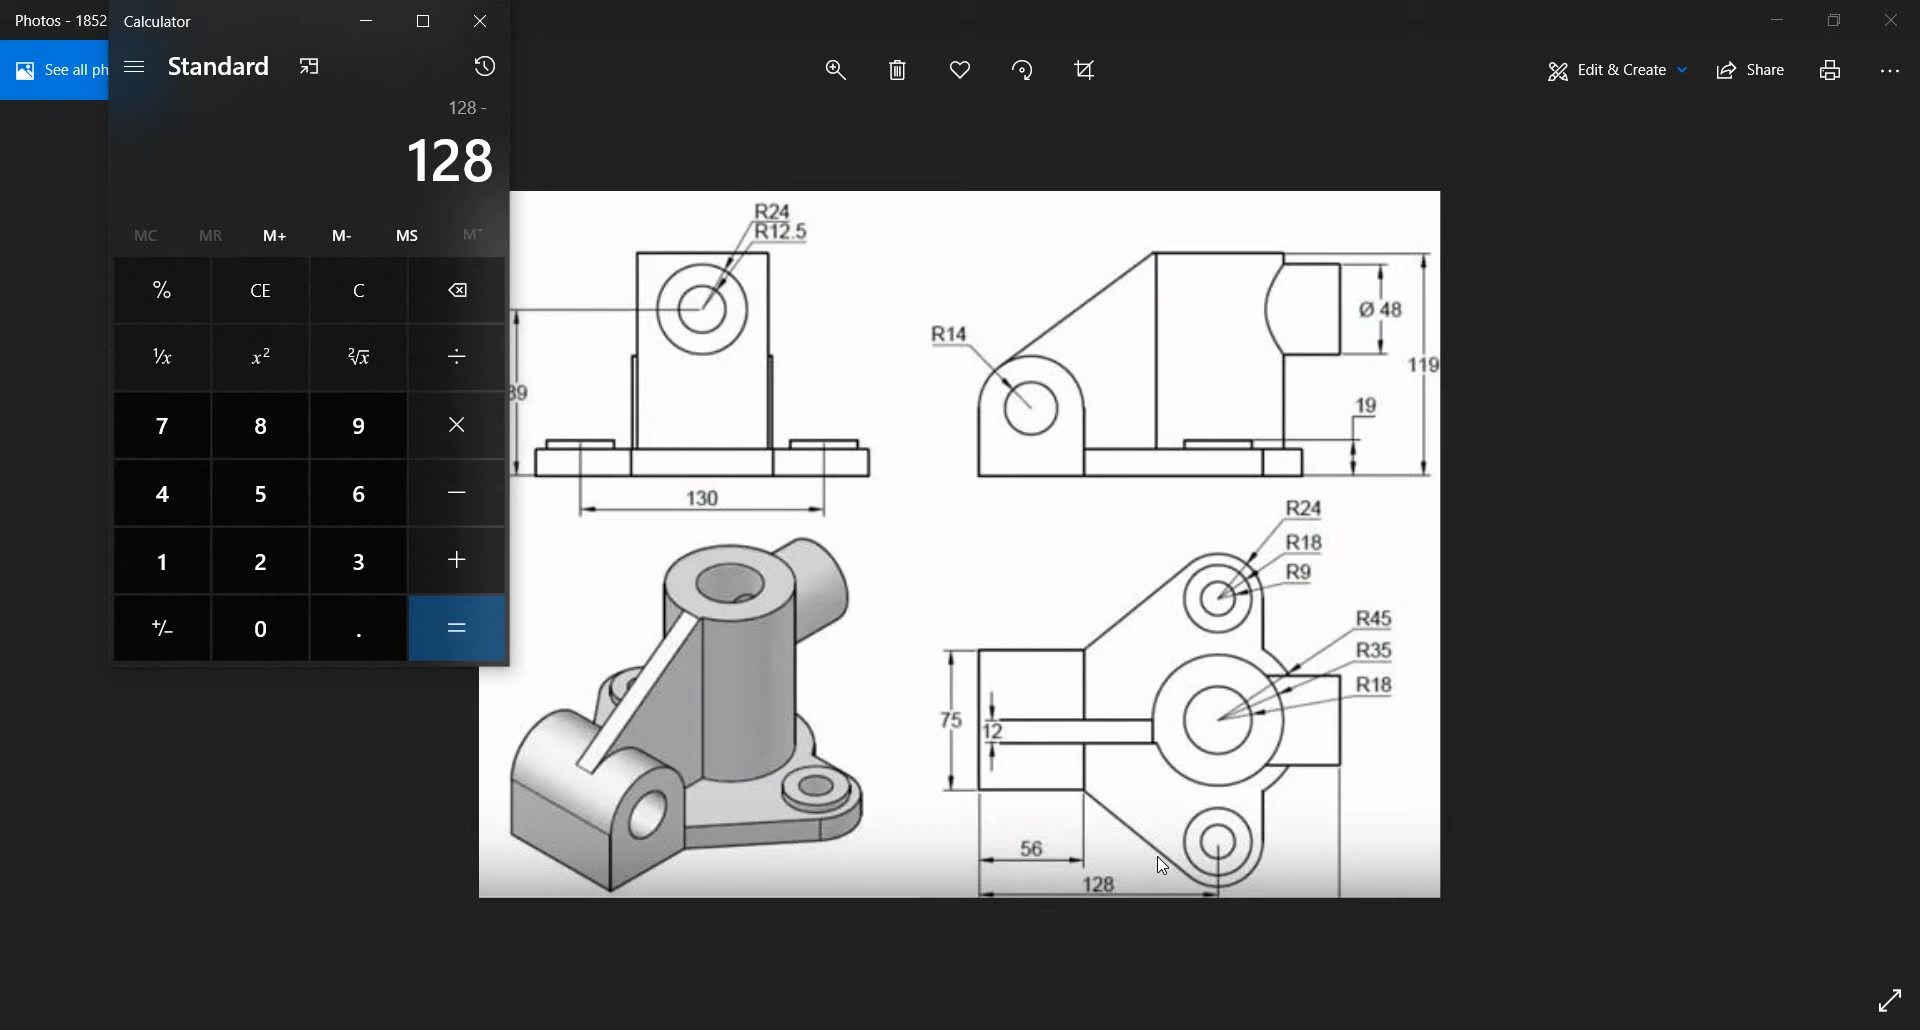 Photos - 1852
Calculator
See all ph
Standard
Edit & Create
Share
128 -
128
MC MR M+ M- MS M˅
% CE C
⅟x x² ²√x ÷
7 8 9 ×
4 5 6 −
1 2 3 +
+/− 0 . =
R24
R12.5
89
130
R14
Ø 48
119
19
R24
R18
R9
R45
R35
R18
75
12
56
128